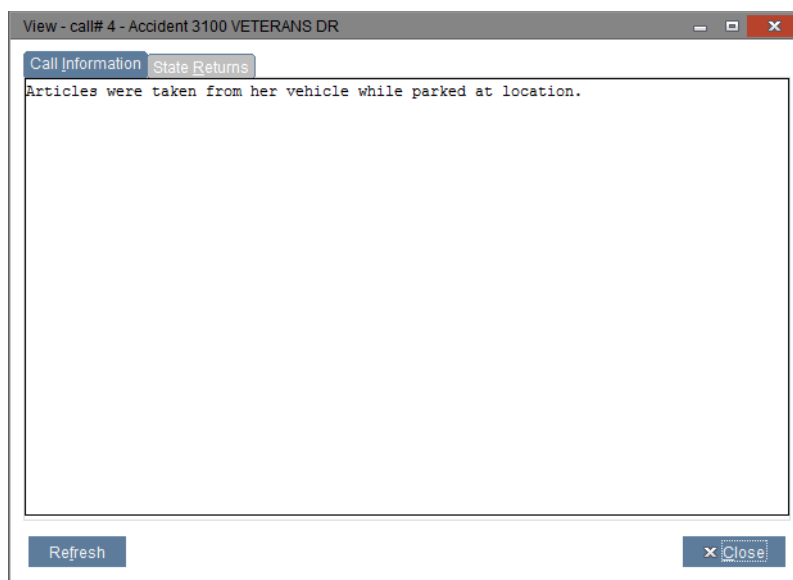 View - call# 4 - Accident 3100 VETERANS DR
Call Information State Returns
Articles were taken from her vehicle while parked at location.
Refresh Close